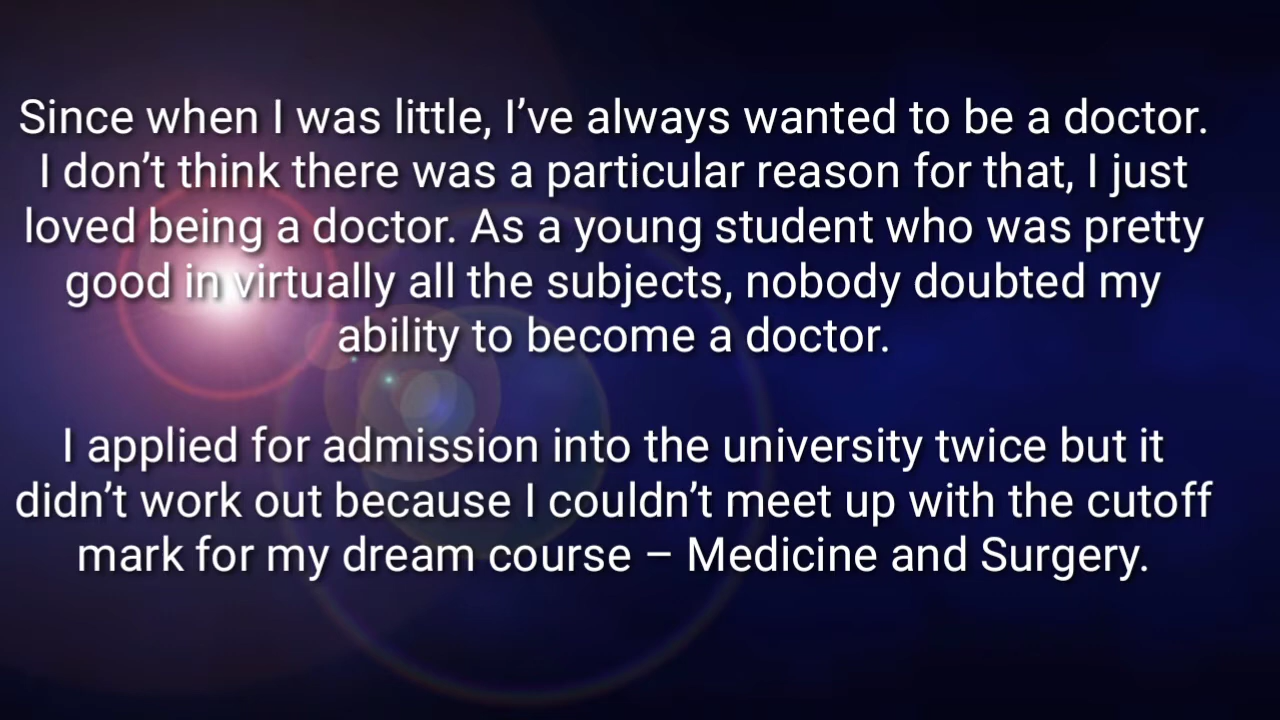 Since when I was little, I’ve always wanted to be a doctor.
I don’t think there was a particular reason for that, I just
loved being a doctor. As a young student who was pretty
good in virtually all the subjects, nobody doubted my
ability to become a doctor.
I applied for admission into the university twice but it
didn’t work out because I couldn’t meet up with the cutoff
mark for my dream course – Medicine and Surgery.